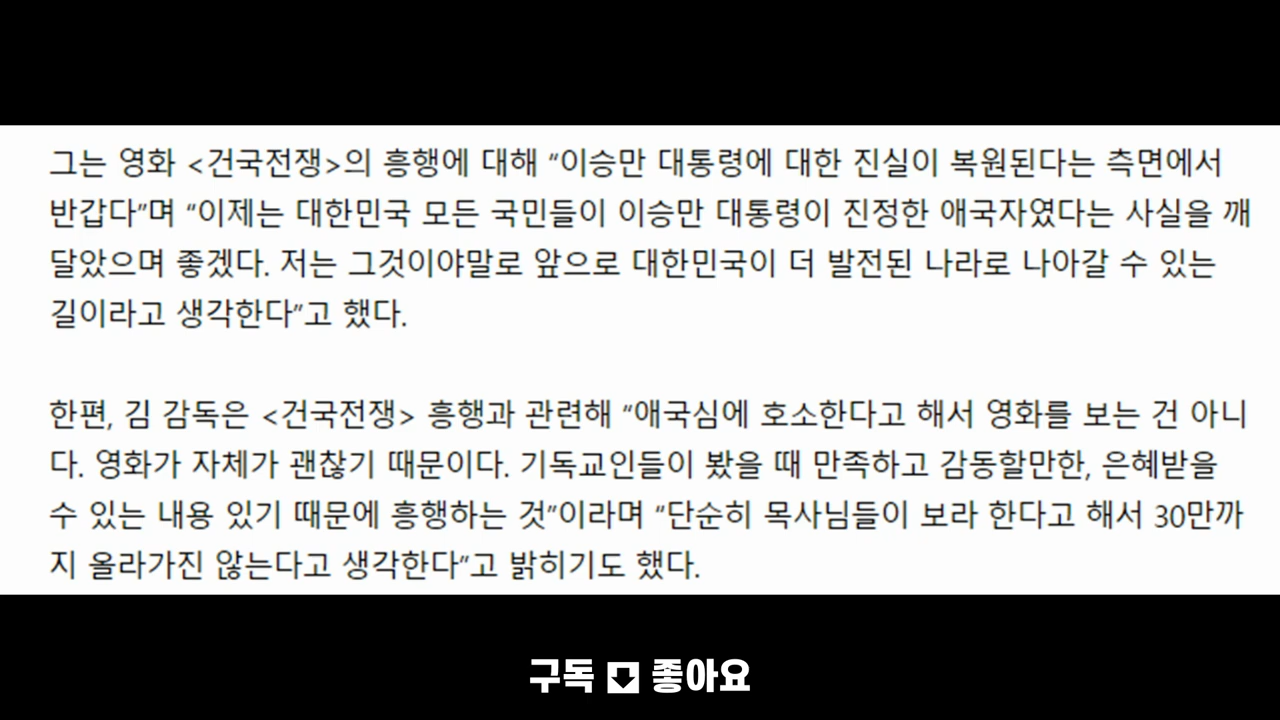 그는 영화 <건국전쟁>의 흥행에 대해 “이승만 대통령에 대한 진실이 복원된다는 측면에서
반갑다”며 “이제는 대한민국 모든 국민들이 이승만 대통령이 진정한 애국자였다는 사실을 깨
달았으며 좋겠다. 저는 그것이야말로 앞으로 대한민국이 더 발전된 나라로 나아갈 수 있는
길이라고 생각한다”고 했다.
한편, 김 감독은 <건국전쟁> 흥행과 관련해 “애국심에 호소한다고 해서 영화를 보는 건 아니
다. 영화가 자체가 괜찮기 때문이다. 기독교인들이 봤을 때 만족하고 감동할만한, 은혜받을
수 있는 내용 있기 때문에 흥행하는 것”이라며 “단순히 목사님들이 보라 한다고 해서 30만까
지 올라가진 않는다고 생각한다”고 밝히기도 했다.
구독 좋아요